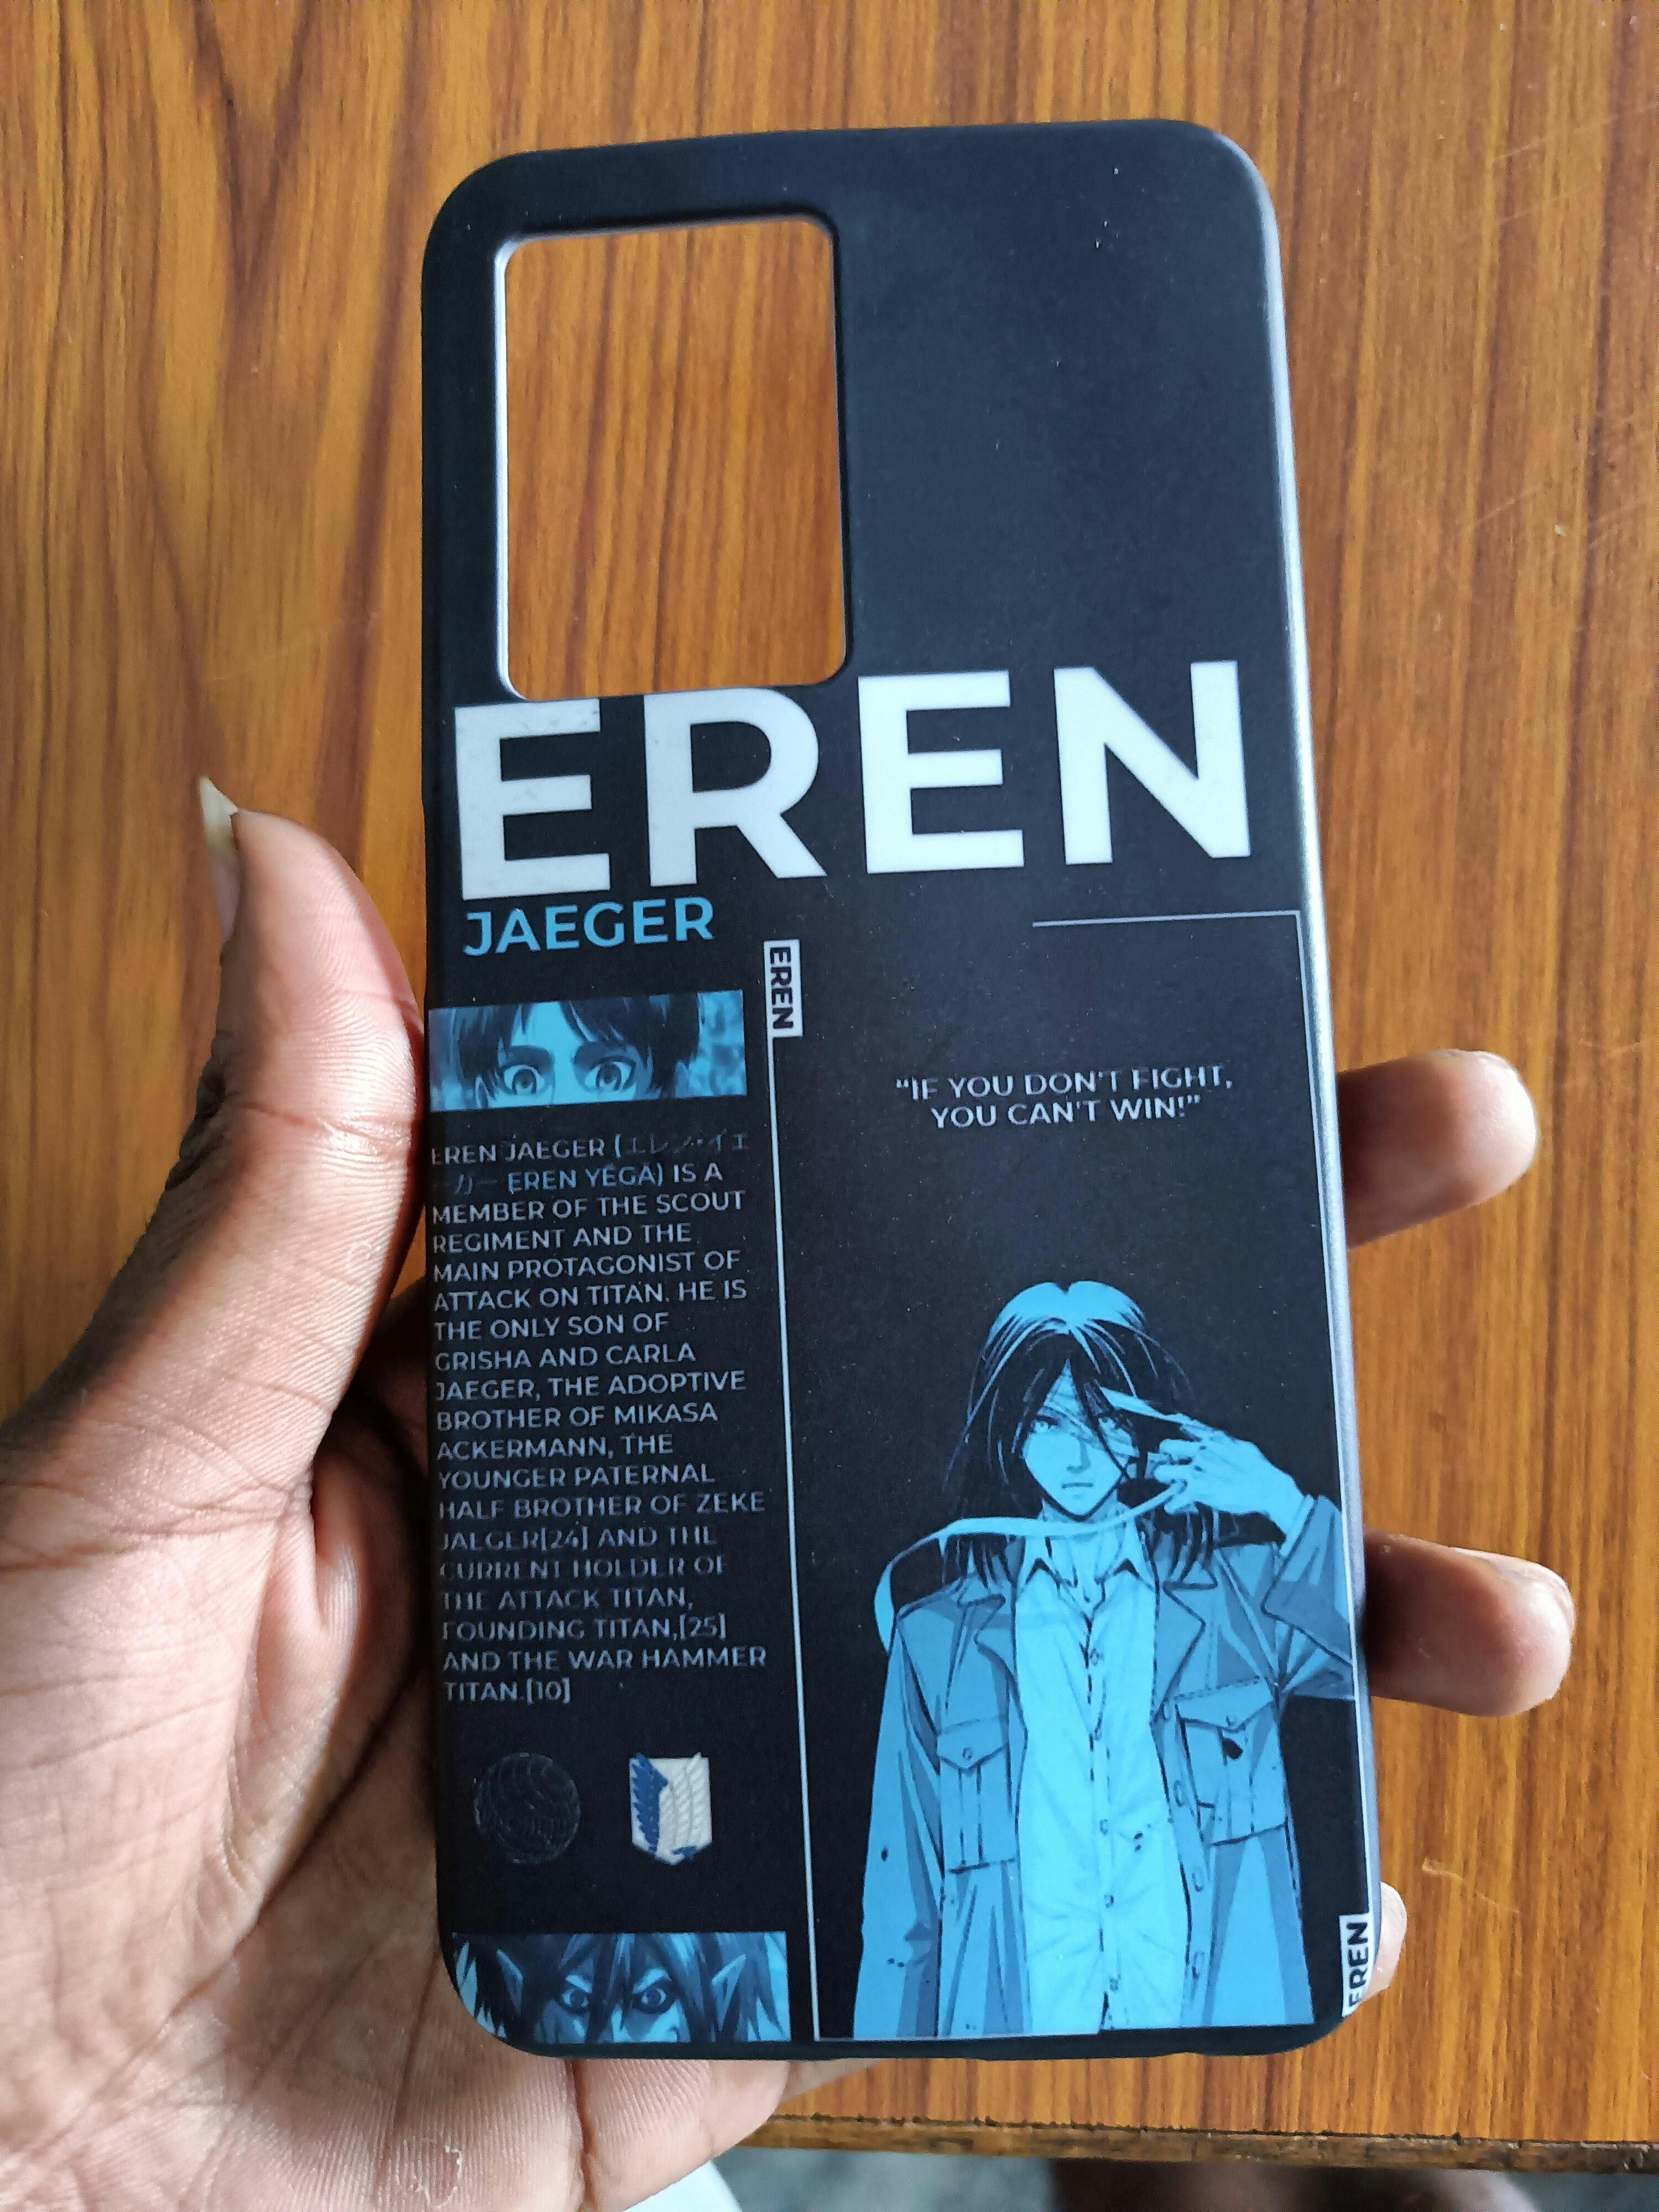 EREN
JAEGER
EREN
EREN JAEGER (エレン・イェ
ーガー EREN YĒGA) IS A
MEMBER OF THE SCOUT
REGIMENT AND THE
MAIN PROTAGONIST OF
ATTACK ON TITAN. HE IS
THE ONLY SON OF
GRISHA AND CARLA
JAEGER, THE ADOPTIVE
BROTHER OF MIKASA
ACKERMANN, THE
YOUNGER PATERNAL
HALF BROTHER OF ZEKE
JAEGER[24] AND THE
CURRENT HOLDER OF
THE ATTACK TITAN,
FOUNDING TITAN,[25]
AND THE WAR HAMMER
TITAN.[10]
“IF YOU DON'T FIGHT,
YOU CAN'T WIN!”
EREN